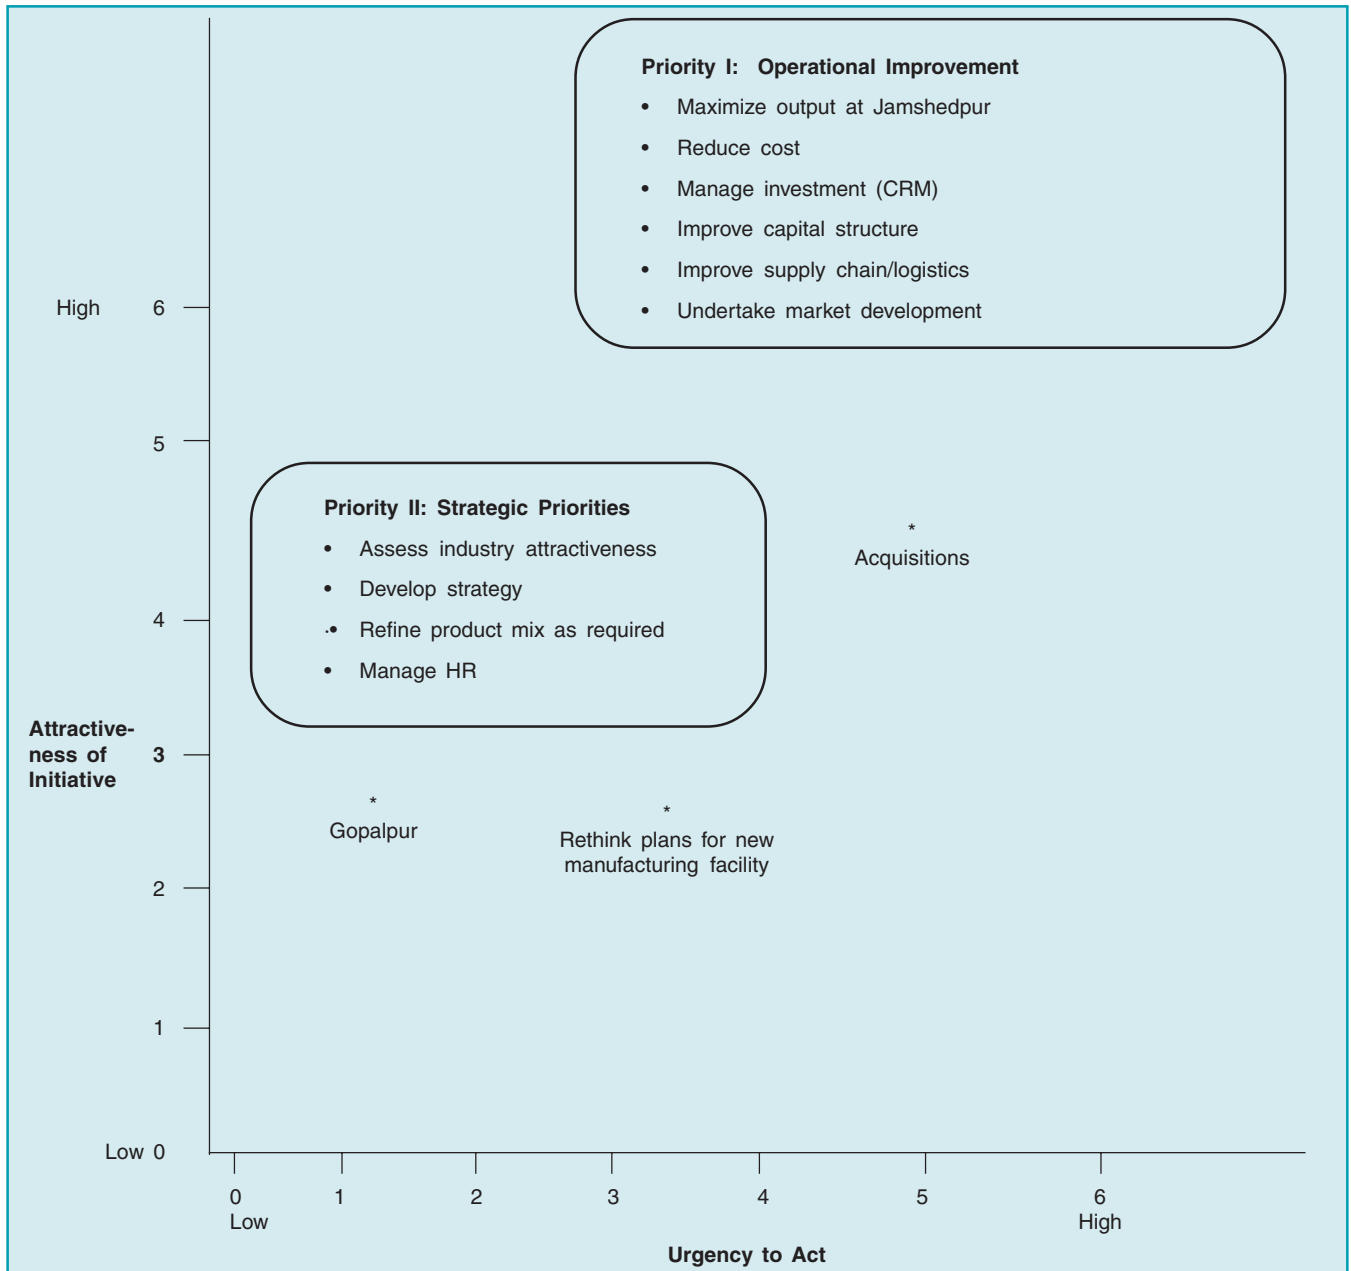 Priority I: Operational Improvement
• Maximize output at Jamshedpur
• Reduce cost
• Manage investment (CRM)
• Improve capital structure
• Improve supply chain/logistics
• Undertake market development
High 6
5
Priority II: Strategic Priorities
• Assess industry attractiveness
• Develop strategy
• Refine product mix as required
• Manage HR
*
Acquisitions
4
Attractive-
ness of
Initiative
3
*
Gopalpur
*
Rethink plans for new
manufacturing facility
2
1
Low 0
0 1 2 3 4 5 6
Low High
Urgency to Act